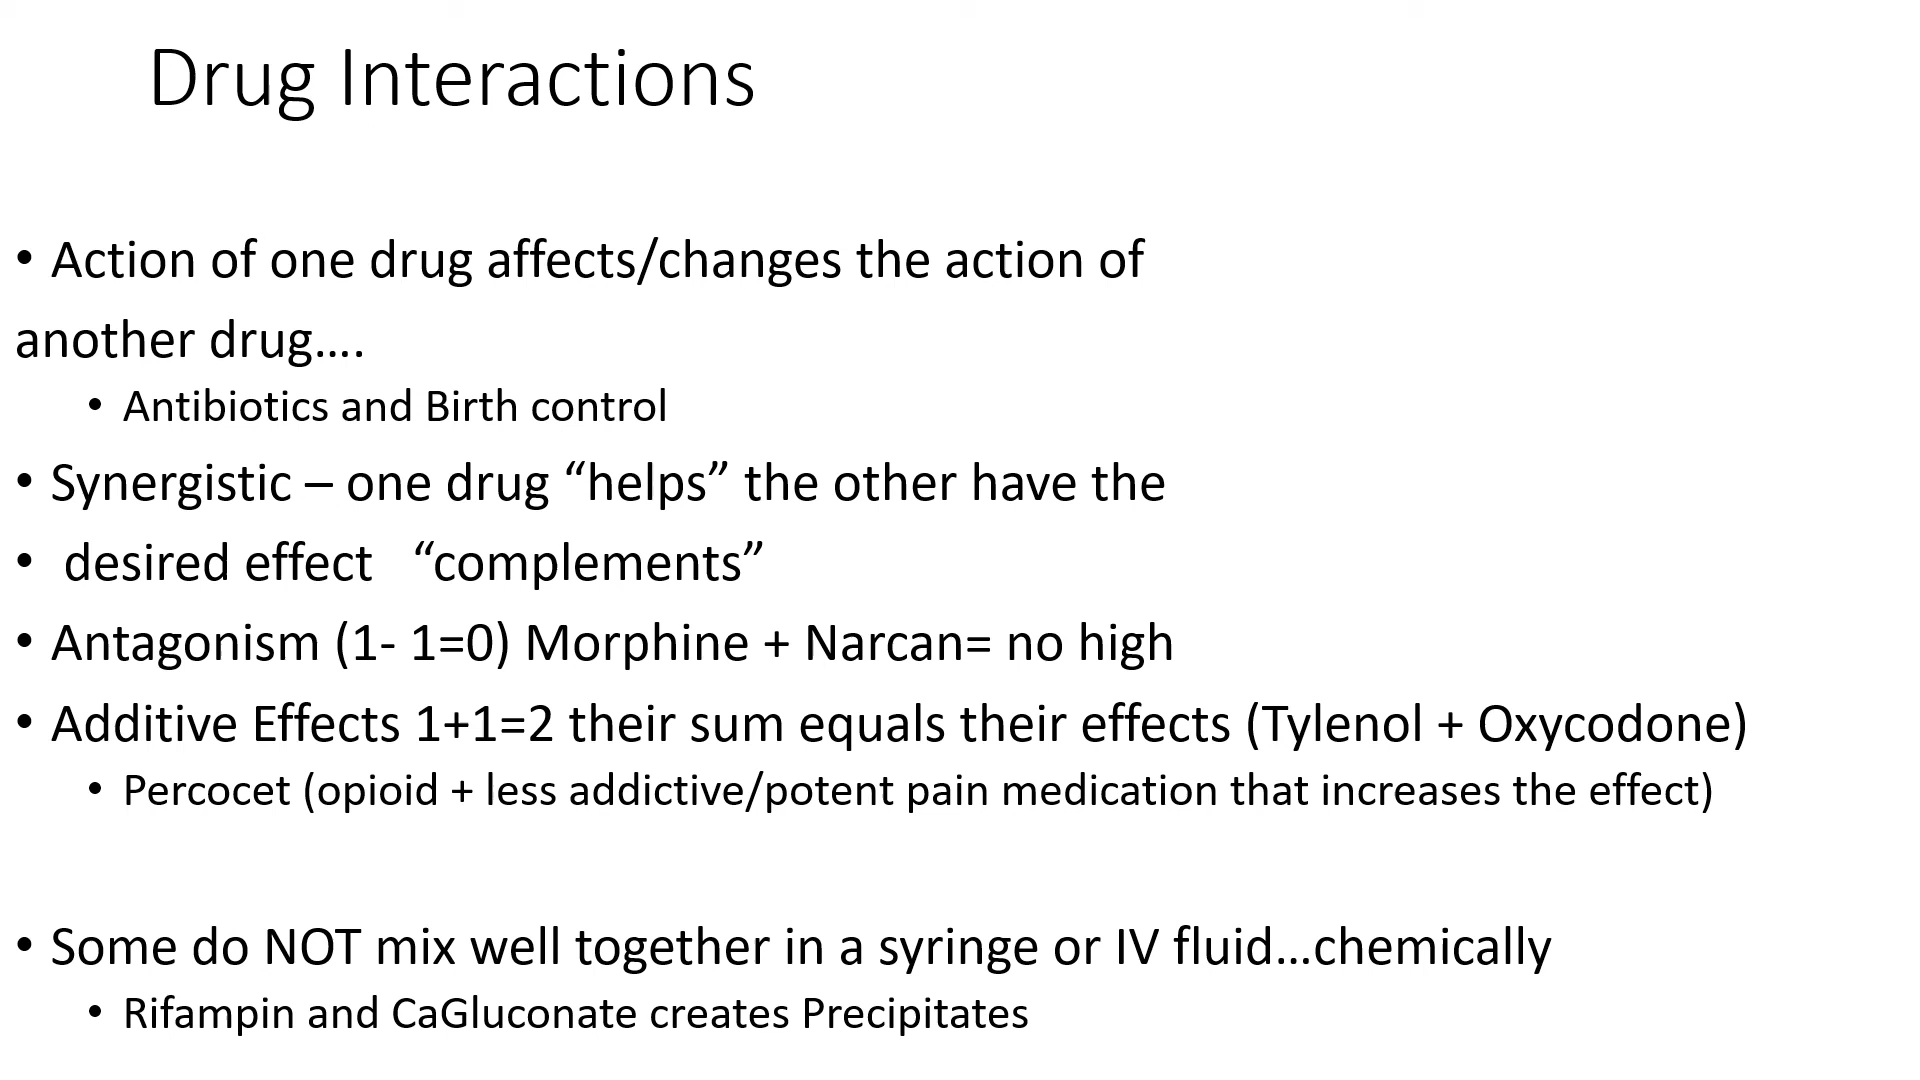 Drug Interactions
• Action of one drug affects/changes the action of
another drug….
• Antibiotics and Birth control
• Synergistic – one drug “helps” the other have the
• desired effect “complements”
• Antagonism (1- 1=0) Morphine + Narcan= no high
• Additive Effects 1+1=2 their sum equals their effects (Tylenol + Oxycodone)
• Percocet (opioid + less addictive/potent pain medication that increases the effect)
• Some do NOT mix well together in a syringe or IV fluid…chemically
• Rifampin and CaGluconate creates Precipitates